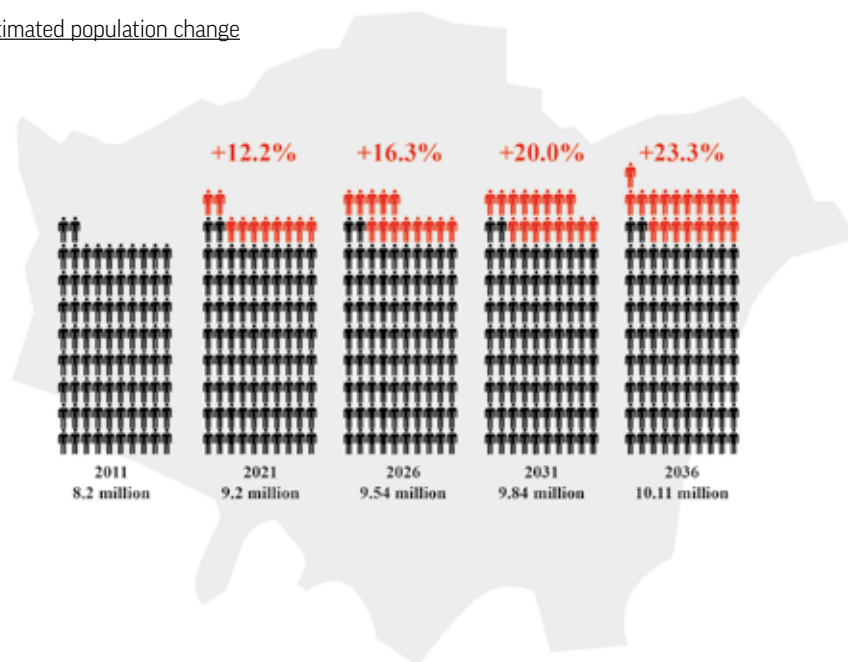 timated population change
+12.2% +16.3% +20.0% +23.3%
2011 2021 2026 2031 2036
8.2 million 9.2 million 9.54 million 9.84 million 10.11 million